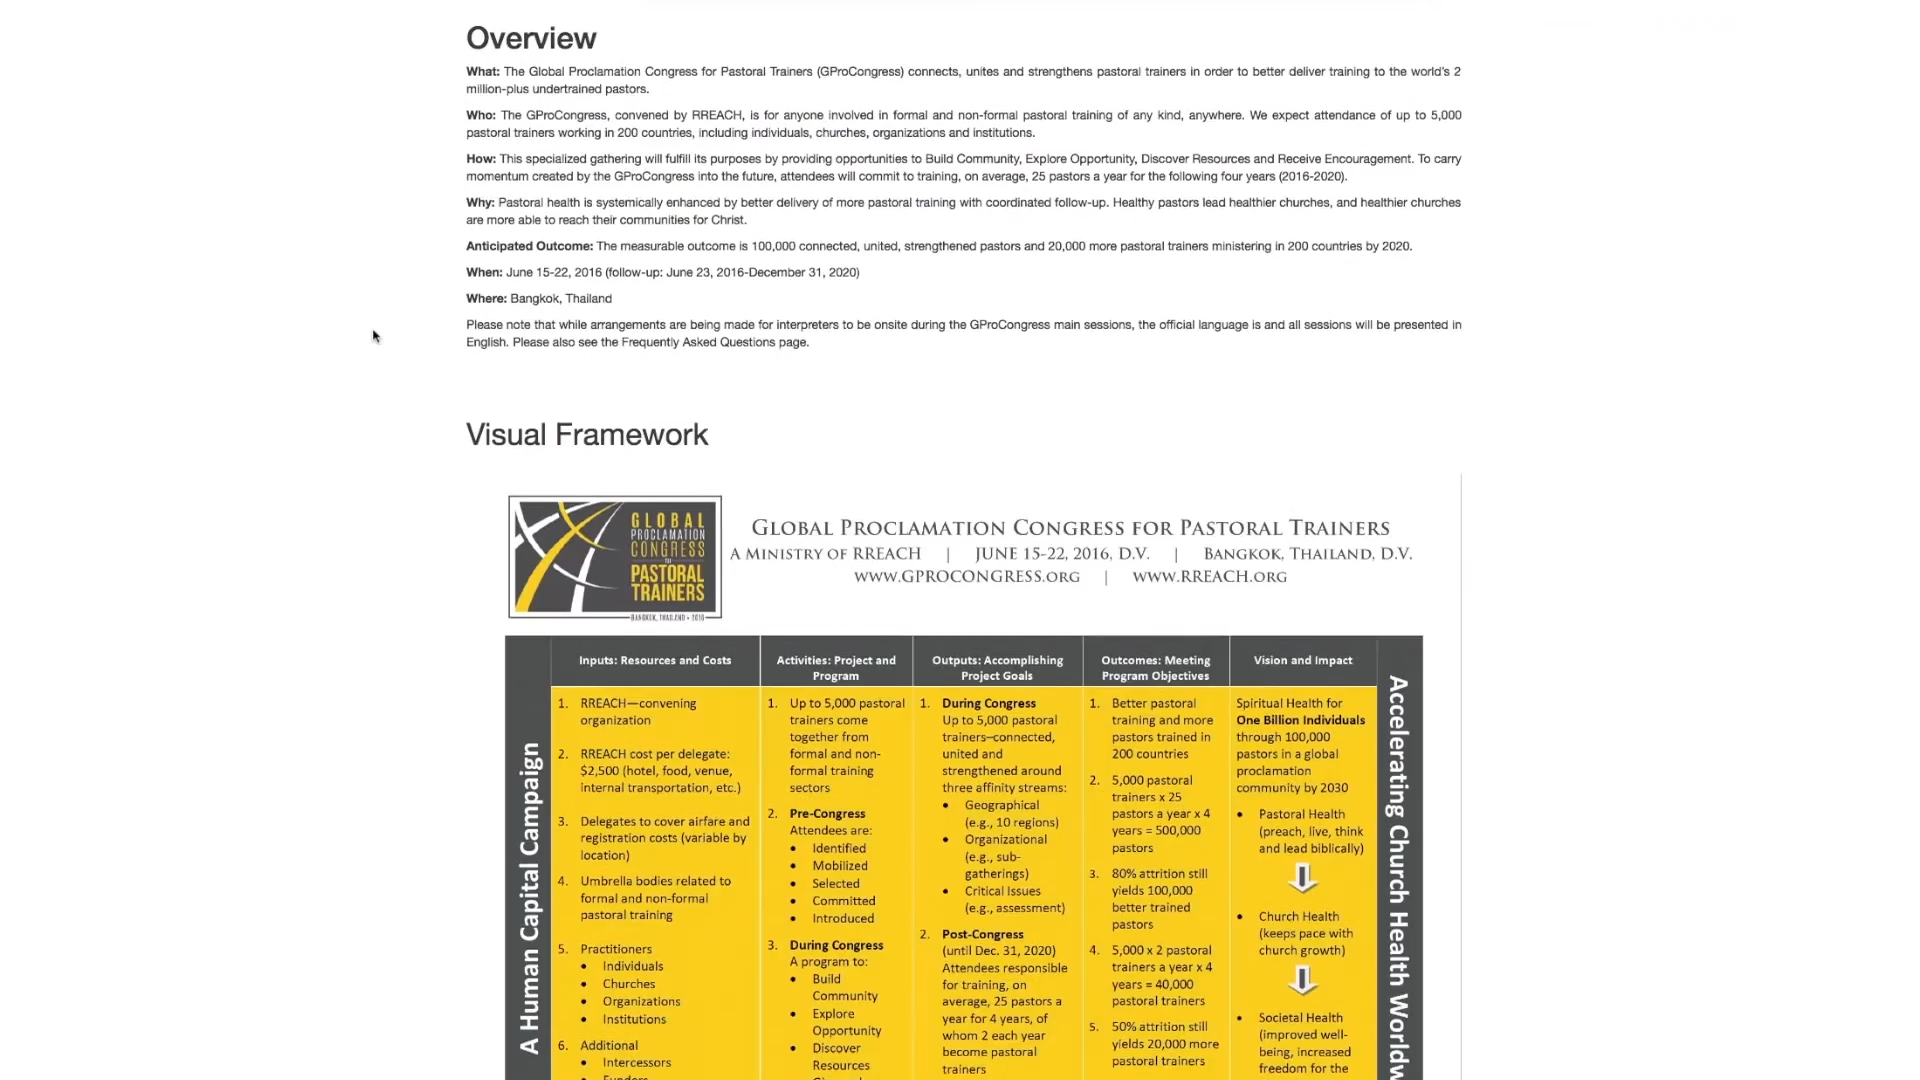 Overview
What: The Global Proclamation Congress for Pastoral Trainers (GProCongress) connects, unites and strengthens pastoral trainers in order to better deliver training to the world's 2
million-plus undertrained pastors.
Who: The GProCongress, convened by RREACH, is for anyone involved in formal and non-formal pastoral training of any kind, anywhere. We expect attendance of up to 5,000
pastoral trainers working in 200 countries, including individuals, churches, organizations and institutions.
How: This specialized gathering will fulfill its purposes by providing opportunities to Build Community, Explore Opportunity, Discover Resources and Receive Encouragement. To carry
momentum created by the GProCongress into the future, attendees will commit to training, on average, 25 pastors a year for the following four years (2016-2020).
Why: Pastoral health is systemically enhanced by better delivery of more pastoral training with coordinated follow-up. Healthy pastors lead healthier churches, and healthier churches
are more able to reach their communities for Christ.
Anticipated Outcome: The measurable outcome is 100,000 connected, united, strengthened pastors and 20,000 more pastoral trainers ministering in 200 countries by 2020.
When: June 15-22, 2016 (follow-up: June 23, 2016-December 31, 2020)
Where: Bangkok, Thailand
Please note that while arrangements are being made for interpreters to be onsite during the GProCongress main sessions, the official language is and all sessions will be presented in
English. Please also see the Frequently Asked Questions page.
Visual Framework
GLOBAL
PROCLAMATION
CONGRESS
FOR
PASTORAL
TRAINERS
BANGKOK, THAILAND • 2016
GLOBAL PROCLAMATION CONGRESS FOR PASTORAL TRAINERS
A MINISTRY OF RREACH | JUNE 15-22, 2016, D.V. | BANGKOK, THAILAND, D.V.
WWW.GPROCONGRESS.ORG | WWW.RREACH.ORG
A Human Capital Campaign
Inputs: Resources and Costs
1. RREACH—convening
organization
2. RREACH cost per delegate:
$2,500 (hotel, food, venue,
internal transportation, etc.)
3. Delegates to cover airfare and
registration costs (variable by
location)
4. Umbrella bodies related to
formal and non-formal
pastoral training
5. Practitioners
• Individuals
• Churches
• Organizations
• Institutions
6. Additional
• Intercessors
Activities: Project and
Program
1. Up to 5,000 pastoral
trainers come
together from
formal and non-
formal training
sectors
2. Pre-Congress
Attendees are:
• Identified
• Mobilized
• Selected
• Committed
• Introduced
3. During Congress
A program to:
• Build
Community
• Explore
Opportunity
• Discover
Resources
Outputs: Accomplishing
Project Goals
1. During Congress
Up to 5,000 pastoral
trainers—connected,
united and
strengthened around
three affinity streams:
• Geographical
(e.g., 10 regions)
• Organizational
(e.g., sub-
gatherings)
• Critical Issues
(e.g., assessment)
2. Post-Congress
(until Dec. 31, 2020)
Attendees responsible
for training, on
average, 25 pastors a
year for 4 years, of
whom 2 each year
become pastoral
trainers
Outcomes: Meeting
Program Objectives
1. Better pastoral
training and more
pastors trained in
200 countries
2. 5,000 pastoral
trainers x 25
pastors a year x 4
years = 500,000
pastors
3. 80% attrition still
yields 100,000
better trained
pastors
4. 5,000 x 2 pastoral
trainers a year x 4
years = 40,000
pastoral trainers
5. 50% attrition still
yields 20,000 more
pastoral trainers
Vision and Impact
Spiritual Health for
One Billion Individuals
through 100,000
pastors in a global
proclamation
community by 2030
• Pastoral Health
(preach, live, think
and lead biblically)
• Church Health
(keeps pace with
church growth)
• Societal Health
(improved well-
being, increased
freedom for the
Accelerating Church Health